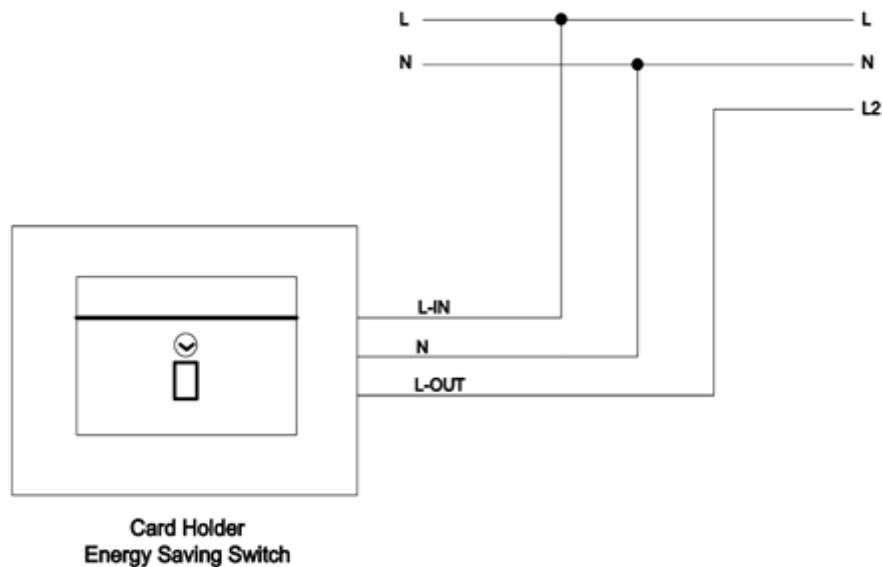 L L
N N
L2
L-IN
N
L-OUT
Card Holder
Energy Saving Switch